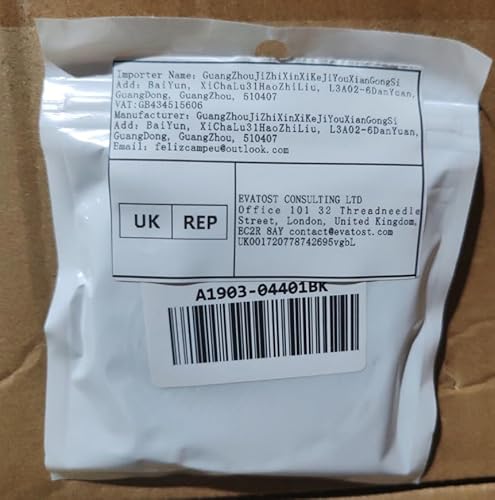 Importer Name: GuangZhouJiZhiXinXiKeJiYouXianGongSi
Add: BaiYun, XiChaLu31HaoZhiLiu, L3A02-6DanYuan,
GuangDong, GuangZhou, 510407
VAT:GB434515606
Manufacturer: GuangZhouJiZhiXinXiKeJiYouXianGongSi
Add: BaiYun, XiChaLu31HaoZhiLiu, L3A02-6DanYuan,
GuangDong, GuangZhou, 510407
Email: felizcampeu@outlook.com
UK REP
EVATOST CONSULTING LTD
Office 101 32 Threadneedle
Street, London, United Kingdom,
EC2R 8AY contact@evatost.com
UK001720778742695vgbL
A1903-04401BK